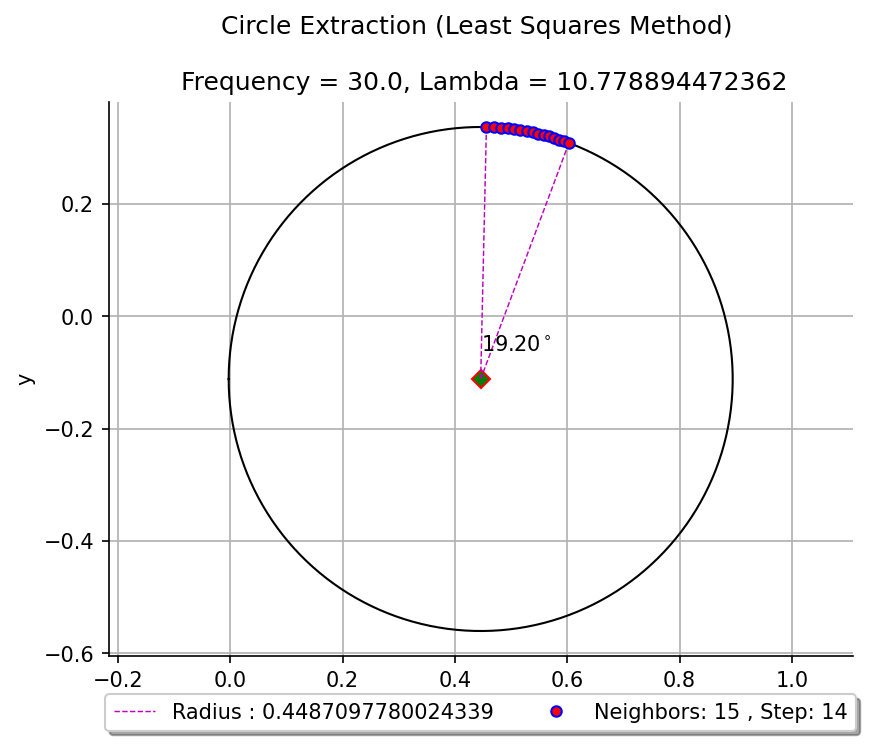 Circle Extraction (Least Squares Method)
Frequency = 30.0, Lambda = 10.778894472362
0.2
0.0
−0.2
−0.4
−0.6
y
19.20°
−0.2 0.0 0.2 0.4 0.6 0.8 1.0
Radius : 0.4487097780024339
Neighbors: 15 , Step: 14